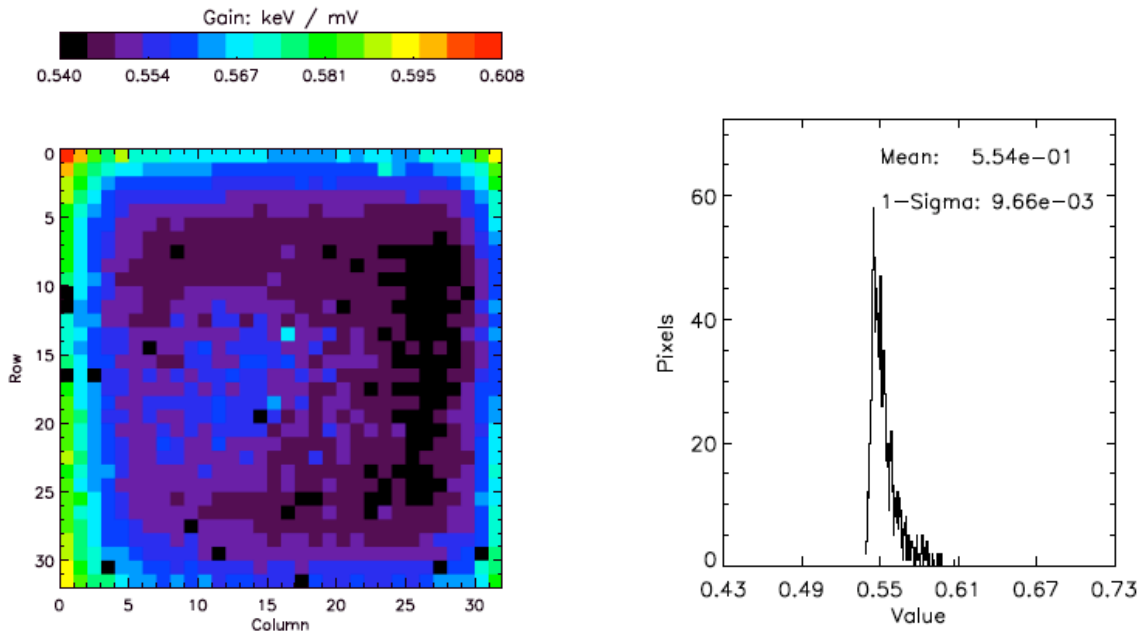 Gain: keV / mV
0.540 0.554 0.567 0.581 0.595 0.608
0
5
10
15
20
25
30
Row
0 5 10 15 20 25 30
Column
Mean: 5.54e-01
1-Sigma: 9.66e-03
60
40
20
0
Pixels
0.43 0.49 0.55 0.61 0.67 0.73
Value